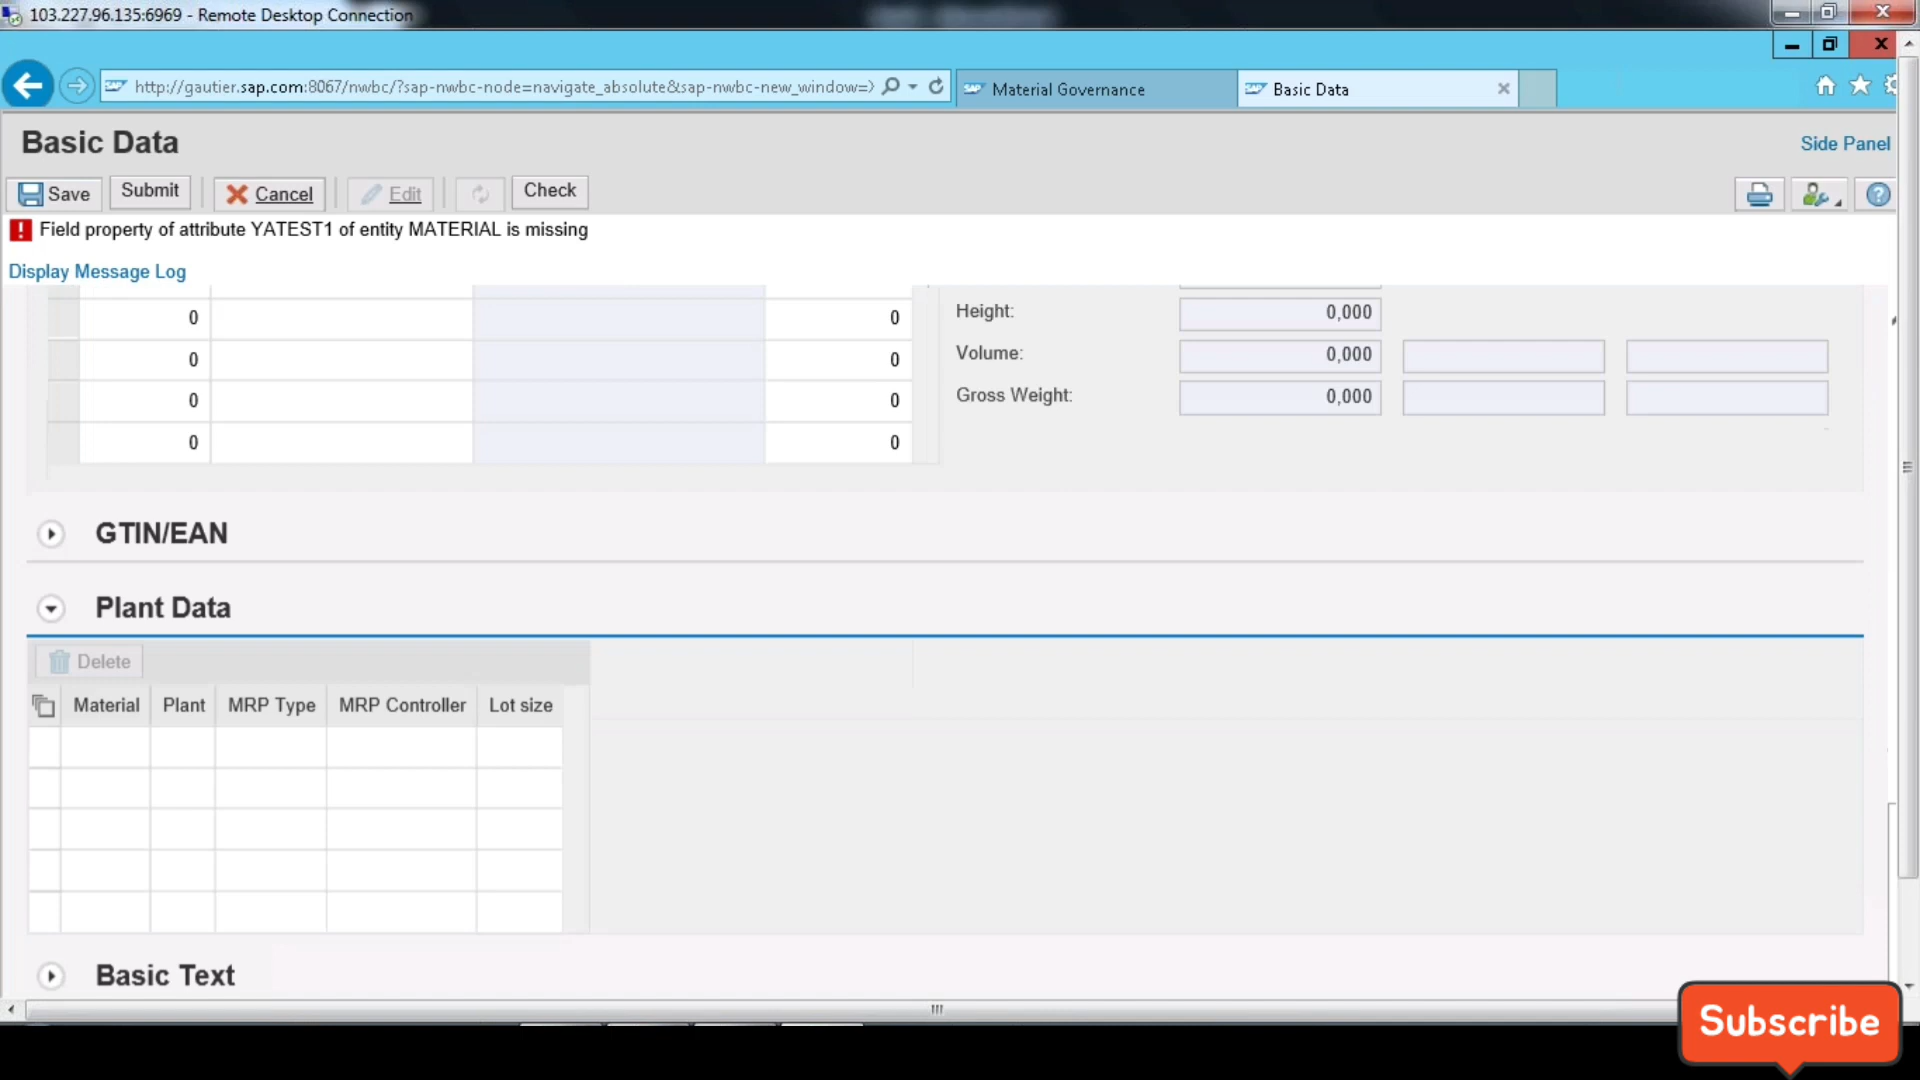 103.227.96.135:6969 - Remote Desktop Connection
http://gautier.sap.com:8067/nwbc/?sap-nwbc-node=navigate_absolute&sap-nwbc-new_window=X
Material Governance
Basic Data
Basic Data
Side Panel
Save
Submit
Cancel
Edit
Check
Field property of attribute YATEST1 of entity MATERIAL is missing
Display Message Log
0 0
Height: 0,000
0 0
Volume: 0,000
0 0
Gross Weight: 0,000
0 0
GTIN/EAN
Plant Data
Delete
Material Plant MRP Type MRP Controller Lot size
Basic Text
Subscribe